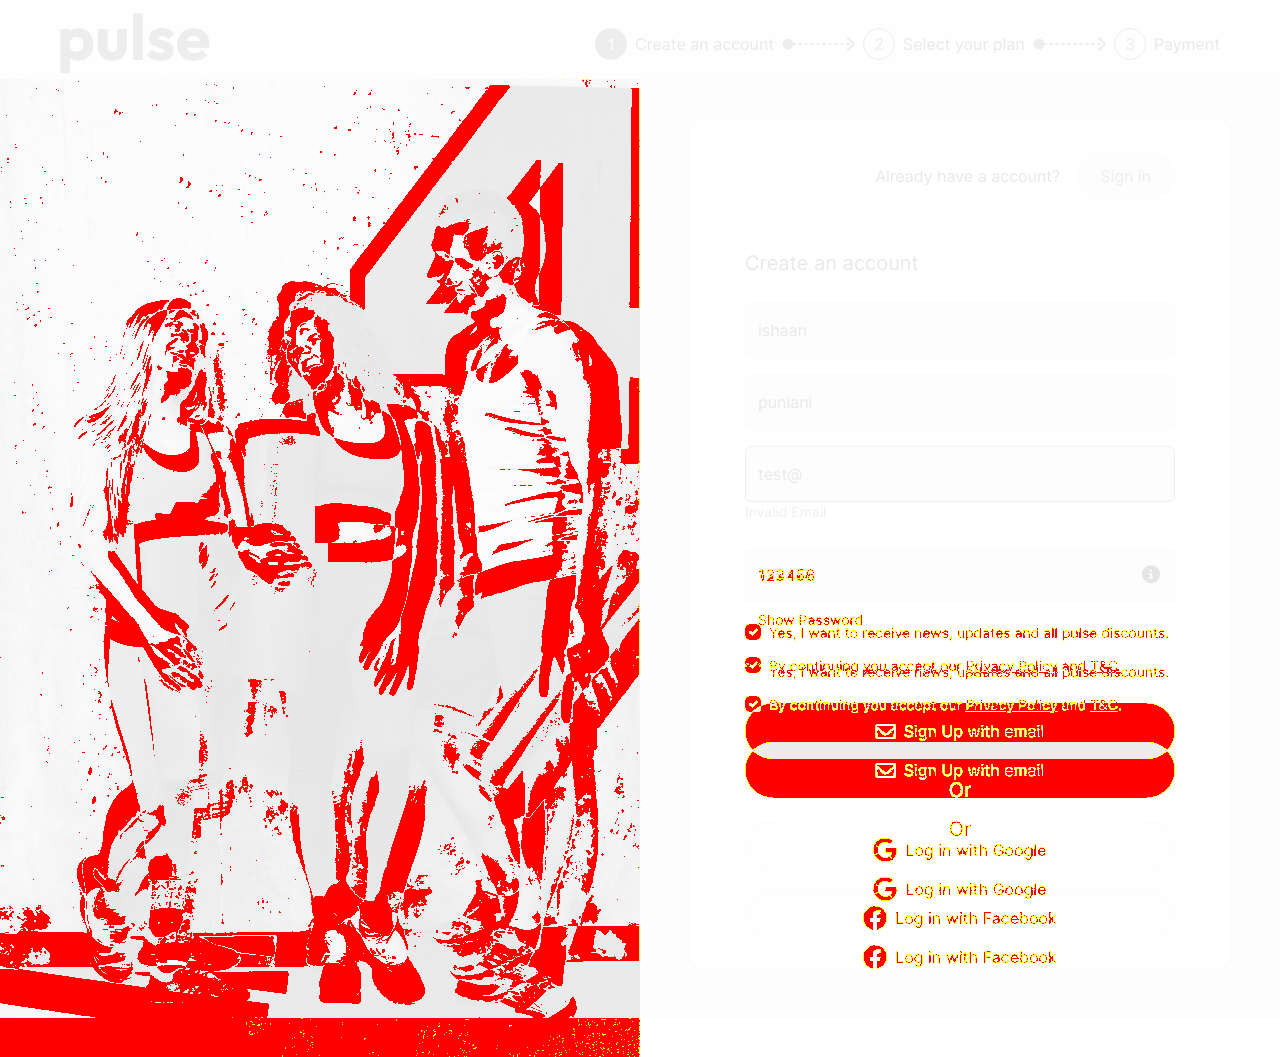 pulse
1 Create an account 2 Select your plan 3 Payment
Already have a account? Sign in
Create an account
ishaan
puniani
test@
Invalid Email
123456
Show Password
Yes, I want to receive news, updates and all pulse discounts.
By continuing you accept our Privacy Policy and T&C.
Yes, I want to receive news, updates and all pulse discounts.
By continuing you accept our Privacy Policy and T&C.
Sign Up with email
Sign Up with email
Or
Or
Log in with Google
Log in with Google
Log in with Facebook
Log in with Facebook